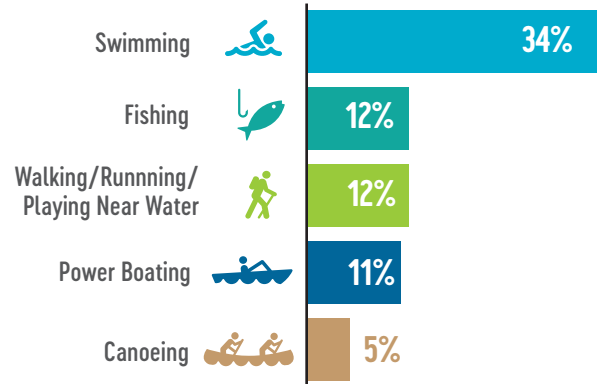 Swimming 34%
Fishing 12%
Walking/Runnning/
Playing Near Water 12%
Power Boating 11%
Canoeing 5%